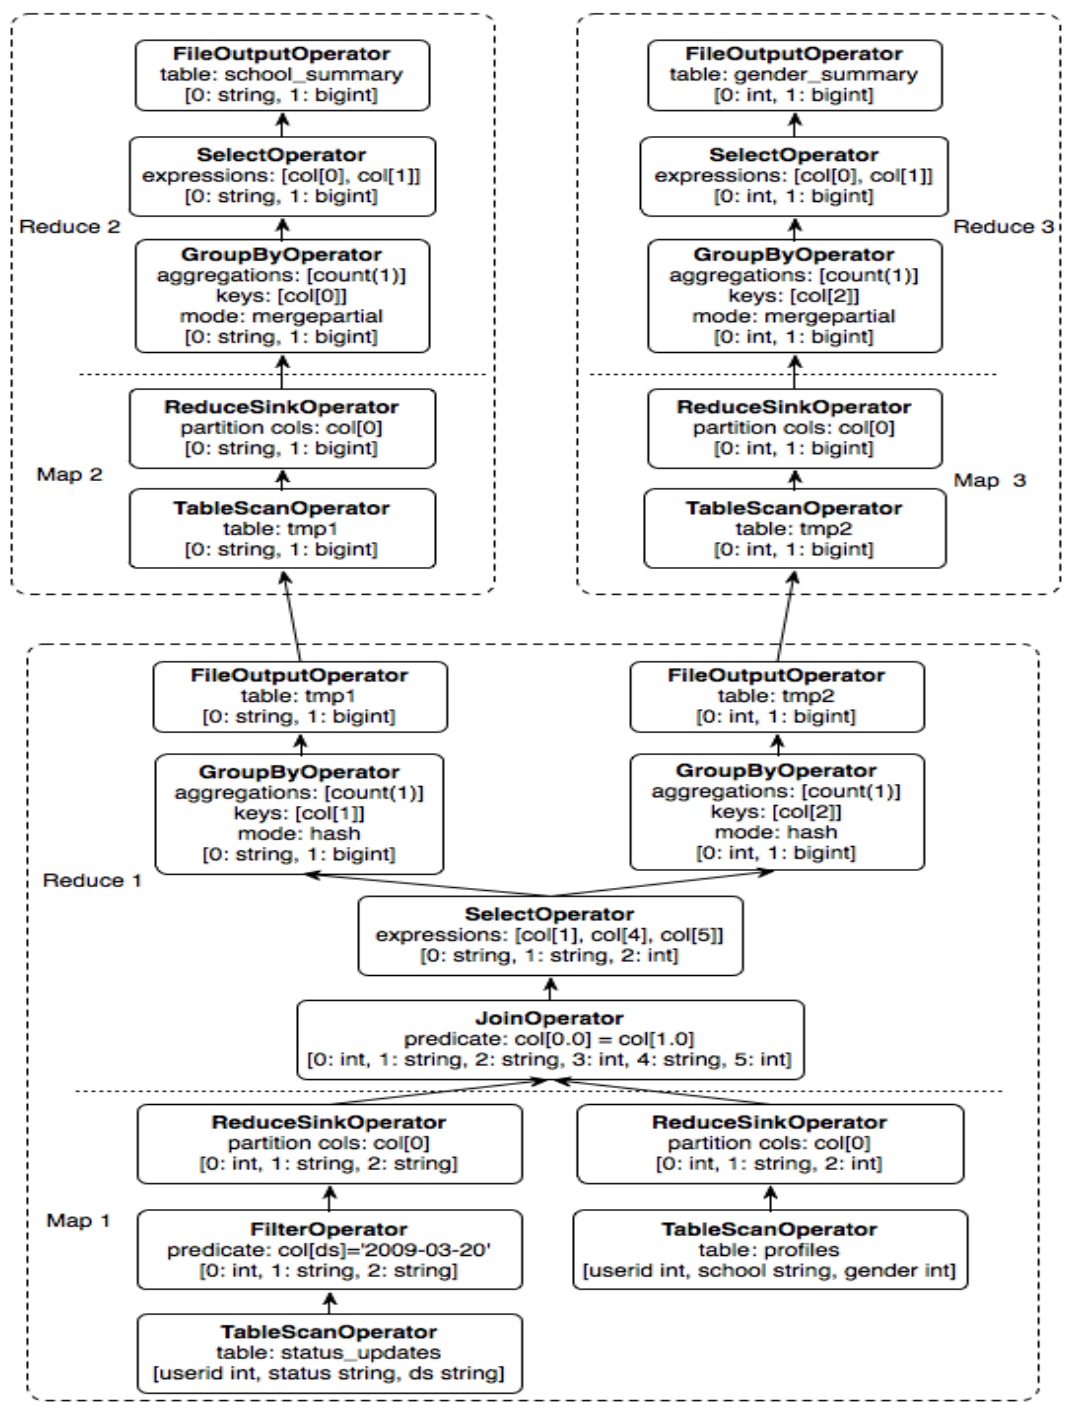 FileOutputOperator
table: school_summary
[0: string, 1: bigint]
SelectOperator
expressions: [col[0], col[1]]
[0: string, 1: bigint]
Reduce 2
GroupByOperator
aggregations: [count(1)]
keys: [col[0]]
mode: mergepartial
[0: string, 1: bigint]
ReduceSinkOperator
partition cols: col[0]
[0: string, 1: bigint]
Map 2
TableScanOperator
table: tmp1
[0: string, 1: bigint]
FileOutputOperator
table: gender_summary
[0: int, 1: bigint]
SelectOperator
expressions: [col[0], col[1]]
[0: int, 1: bigint]
Reduce 3
GroupByOperator
aggregations: [count(1)]
keys: [col[2]]
mode: mergepartial
[0: int, 1: bigint]
ReduceSinkOperator
partition cols: col[0]
[0: int, 1: bigint]
Map 3
TableScanOperator
table: tmp2
[0: int, 1: bigint]
FileOutputOperator
table: tmp1
[0: string, 1: bigint]
GroupByOperator
aggregations: [count(1)]
keys: [col[1]]
mode: hash
[0: string, 1: bigint]
FileOutputOperator
table: tmp2
[0: int, 1: bigint]
GroupByOperator
aggregations: [count(1)]
keys: [col[2]]
mode: hash
[0: int, 1: bigint]
Reduce 1
SelectOperator
expressions: [col[1], col[4], col[5]]
[0: string, 1: string, 2: int]
JoinOperator
predicate: col[0.0] = col[1.0]
[0: int, 1: string, 2: string, 3: int, 4: string, 5: int]
ReduceSinkOperator
partition cols: col[0]
[0: int, 1: string, 2: string]
Map 1
FilterOperator
predicate: col[ds]='2009-03-20'
[0: int, 1: string, 2: string]
TableScanOperator
table: status_updates
[userid int, status string, ds string]
ReduceSinkOperator
partition cols: col[0]
[0: int, 1: string, 2: int]
TableScanOperator
table: profiles
[userid int, school string, gender int]